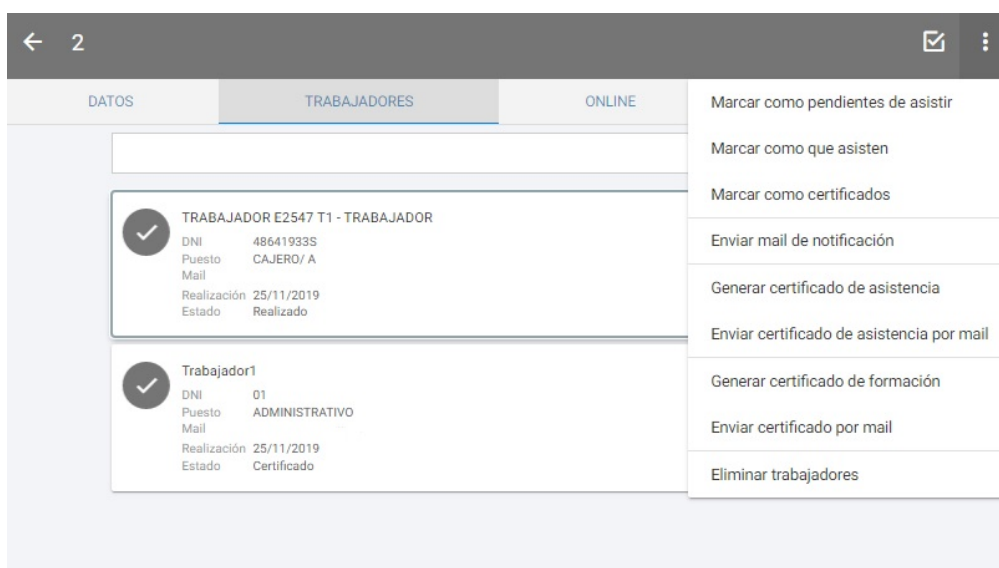 2
DATOS
TRABAJADORES
ONLINE
TRABAJADOR E2547 T1 - TRABAJADOR
DNI 48641933S
Puesto CAJERO/ A
Mail
Realización 25/11/2019
Estado Realizado
Trabajador1
DNI 01
Puesto ADMINISTRATIVO
Mail
Realización 25/11/2019
Estado Certificado
Marcar como pendientes de asistir
Marcar como que asisten
Marcar como certificados
Enviar mail de notificación
Generar certificado de asistencia
Enviar certificado de asistencia por mail
Generar certificado de formación
Enviar certificado por mail
Eliminar trabajadores